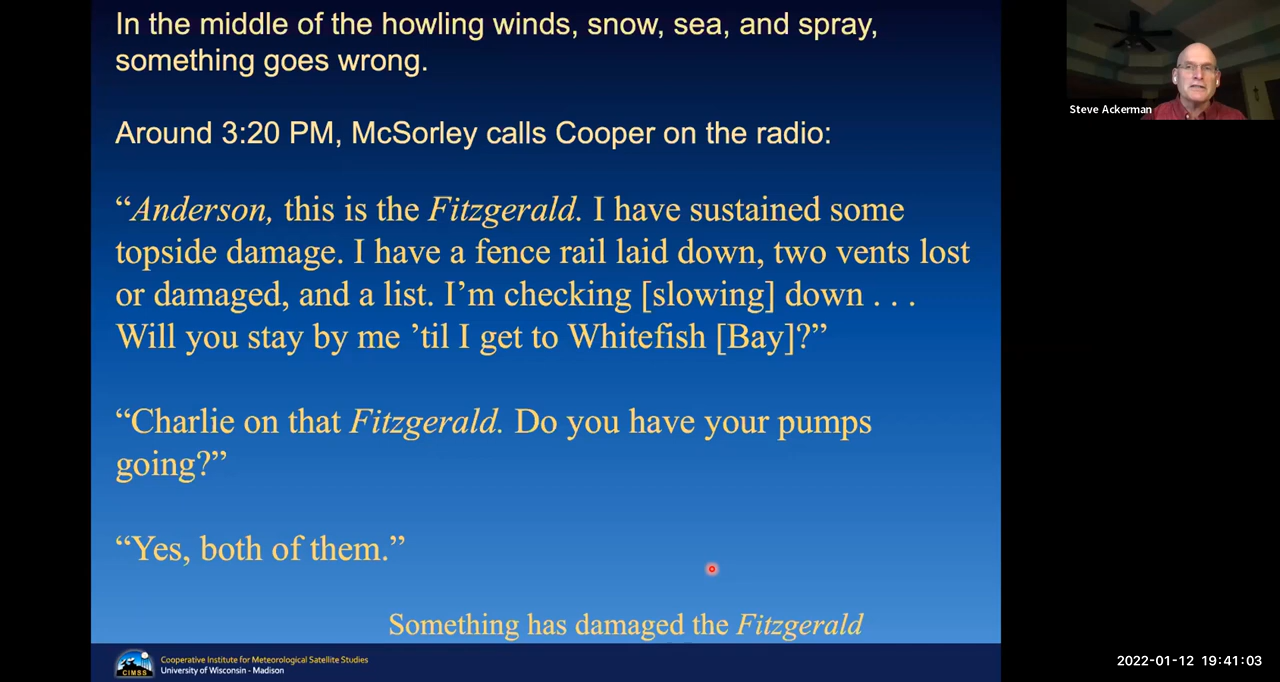 In the middle of the howling winds, snow, sea, and spray,
something goes wrong.
Around 3:20 PM, McSorley calls Cooper on the radio:
“Anderson, this is the Fitzgerald. I have sustained some
topside damage. I have a fence rail laid down, two vents lost
or damaged, and a list. I’m checking [slowing] down . . .
Will you stay by me ’til I get to Whitefish [Bay]?”
“Charlie on that Fitzgerald. Do you have your pumps
going?”
“Yes, both of them.”
Something has damaged the Fitzgerald
CIMSS
Cooperative Institute for Meteorological Satellite Studies
University of Wisconsin - Madison
Steve Ackerman
2022-01-12 19:41:03